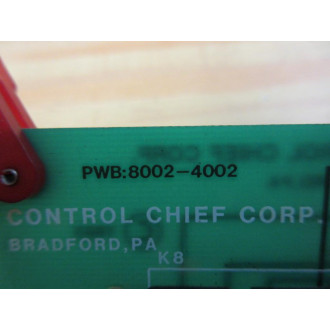 PWB:8002-4002
CONTROL CHIEF CORP.
BRADFORD, PA
K8